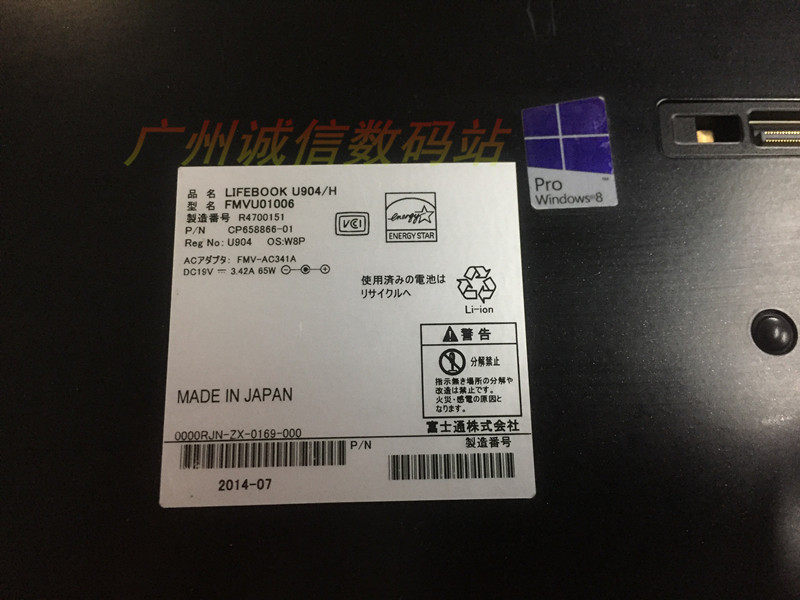 广州诚信数码站
Pro
Windows 8
品 名 LIFEBOOK U904/H
型 名 FMVU01006
製造番号 R4700151
P/N CP658866-01
Reg No: U904 OS:W8P
VCCI
energy
ENERGY STAR
ACアダプタ: FMV-AC341A
DC19V 3.42A 65W
使用済みの電池は
リサイクルへ
Li-ion
警告
分解禁止
指示無き場所の分解や
改造は禁止です。
火災・感電の原因と
なります。
MADE IN JAPAN
富士通株式会社
0000RJN-ZX-0169-000
P/N
製造番号
2014-07